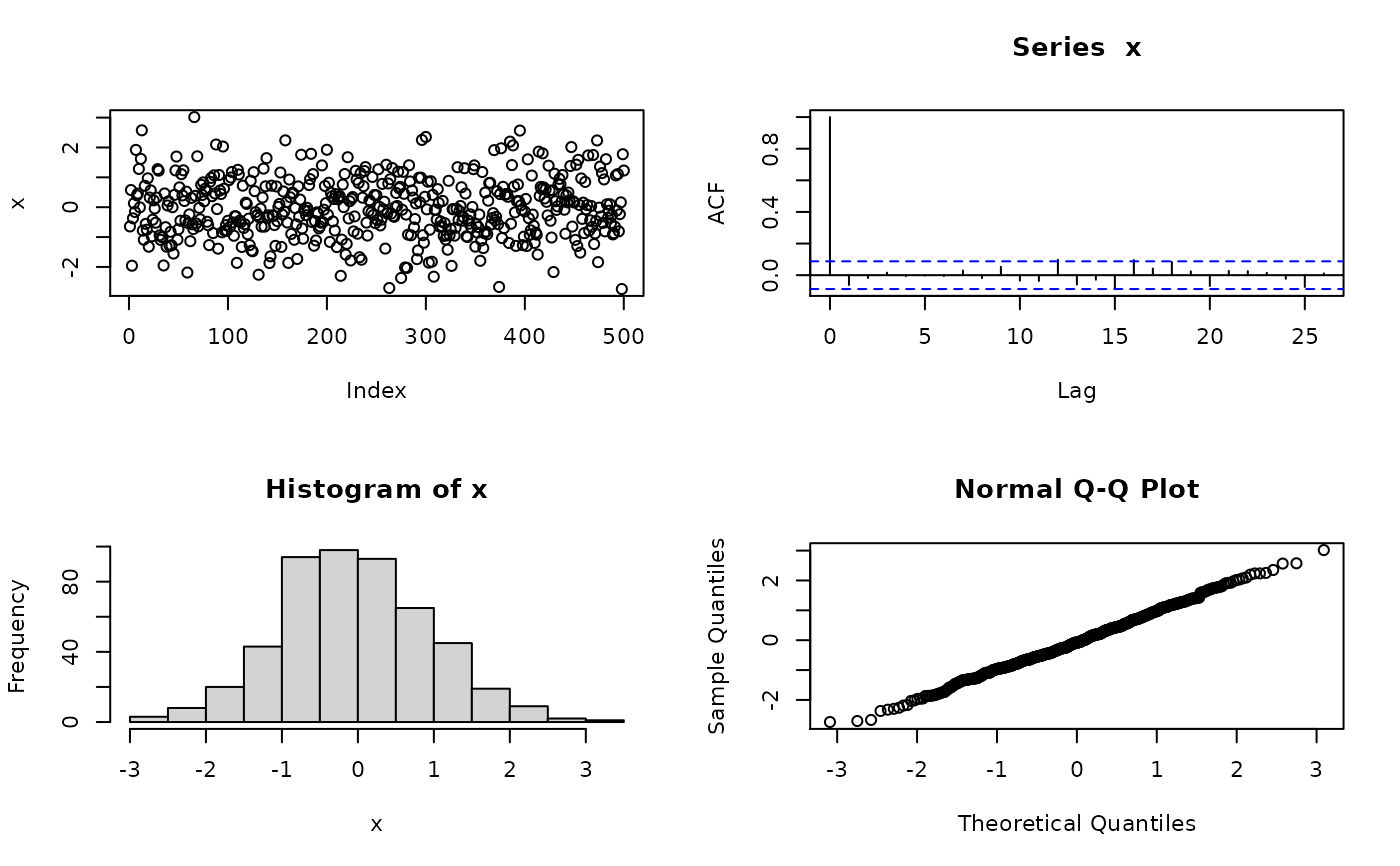 x
2
0
-2
0 100 200 300 400 500
Index
Series x
ACF
0.8
0.4
0.0
0 5 10 15 20 25
Lag
Histogram of x
Frequency
80
40
0
-3 -2 -1 0 1 2 3
x
Normal Q-Q Plot
Sample Quantiles
2
0
-2
-3 -2 -1 0 1 2 3
Theoretical Quantiles